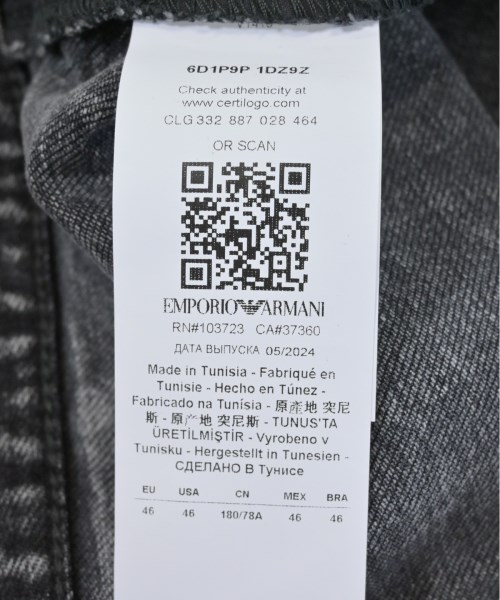 6D1P9P 1DZ9Z
Check authenticity at
www.certilogo.com
CLG 332 887 028 464
OR SCAN
EMPORIO ARMANI
RN#103723 CA#37360
ДАТА ВЫПУСКА 05/2024
Made in Tunisia - Fabriqué en
Tunisie - Hecho en Túnez -
Fabricado na Tunísia - 原產地 突尼
斯 - 原产地 突尼斯 - TUNUS'TA
ÜRETİLMİŞTİR - Vyrobeno v
Tunisku - Hergestellt in Tunesien -
СДЕЛАНО В Тунисе
EU USA CN MEX BRA
46 46 180/78A 46 46